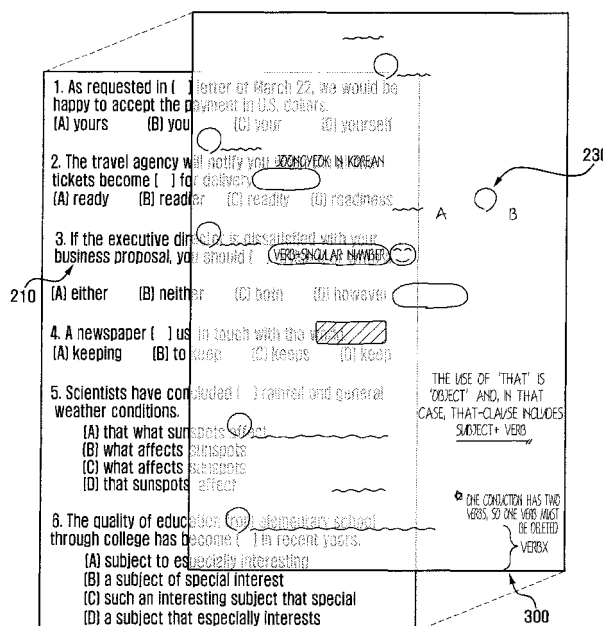 1. As requested in ( ) letter of March 22, we would be
happy to accept the payment in U.S. dollars.
(A) yours (B) you (C) your (D) yourself
2. The travel agency will notify you JOONGYEOK IN KOREAN
tickets become ( ) for delivery
(A) ready (B) readier (C) readily (D) readiness
230
A B
3. If the executive director is dissatisfied with your
business proposal, you should ( VERB+SINGULAR NUMBER
210
(A) either (B) neither (C) both (D) however
4. A newspaper ( ) us in touch with the world.
(A) keeping (B) to keep (C) keeps (D) keep
5. Scientists have concluded ( ) rainfall and general
weather conditions.
(A) that what sunspots affect
(B) what affects sunspots
(C) what affects sunspots
(D) that sunspots affect
THE USE OF 'THAT' IS
'OBJECT' AND, IN THAT
CASE, THAT-CLAUSE INCLUDES
SUBJECT+ VERB
6. The quality of education from elementary school
through college has become ( ) in recent years.
(A) subject to especially interesting
(B) a subject of special interest
(C) such an interesting subject that special
(D) a subject that especially interests
ONE CONJUCTION HAS TWO
VERBS, SO ONE VERB MUST
BE DELETED
VERBX
300